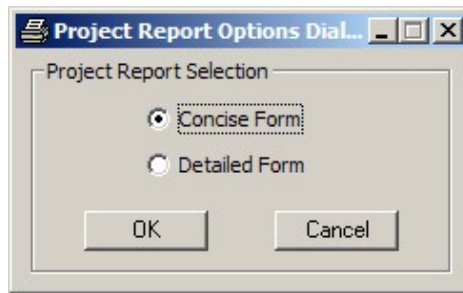 Project Report Options Dial...
Project Report Selection
Concise Form
Detailed Form
OK Cancel